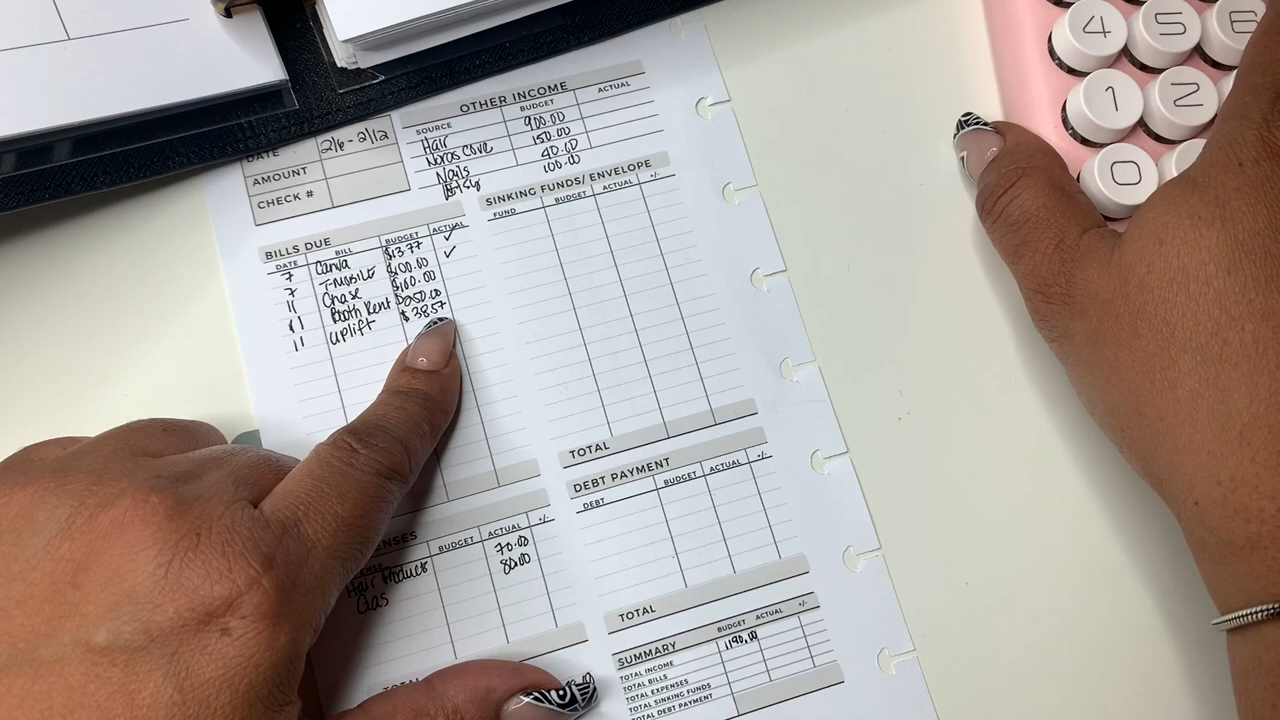 4 5 6
1 2
0
DATE 2/6 - 2/12
AMOUNT
CHECK #
OTHER INCOME
SOURCE BUDGET ACTUAL
Hair 900.00
Noras cove 150.00
Nails 40.00
100.00
BILLS DUE
DATE BILL BUDGET ACTUAL
7 Canva $13.77 ✓
7 T-MOBILE $100.00 ✓
11 Chase $100.00
11 Booth Rent $250.00
11 uplift $38.57
SINKING FUNDS/ ENVELOPE
FUND BUDGET ACTUAL +/-
TOTAL
DEBT PAYMENT
DEBT BUDGET ACTUAL +/-
TOTAL
BUDGET ACTUAL +/-
Hair Products 70.00
Gas 80.00
SUMMARY BUDGET ACTUAL +/-
TOTAL INCOME 1190.00
TOTAL BILLS
TOTAL EXPENSES
TOTAL SINKING FUNDS
TOTAL DEBT PAYMENT